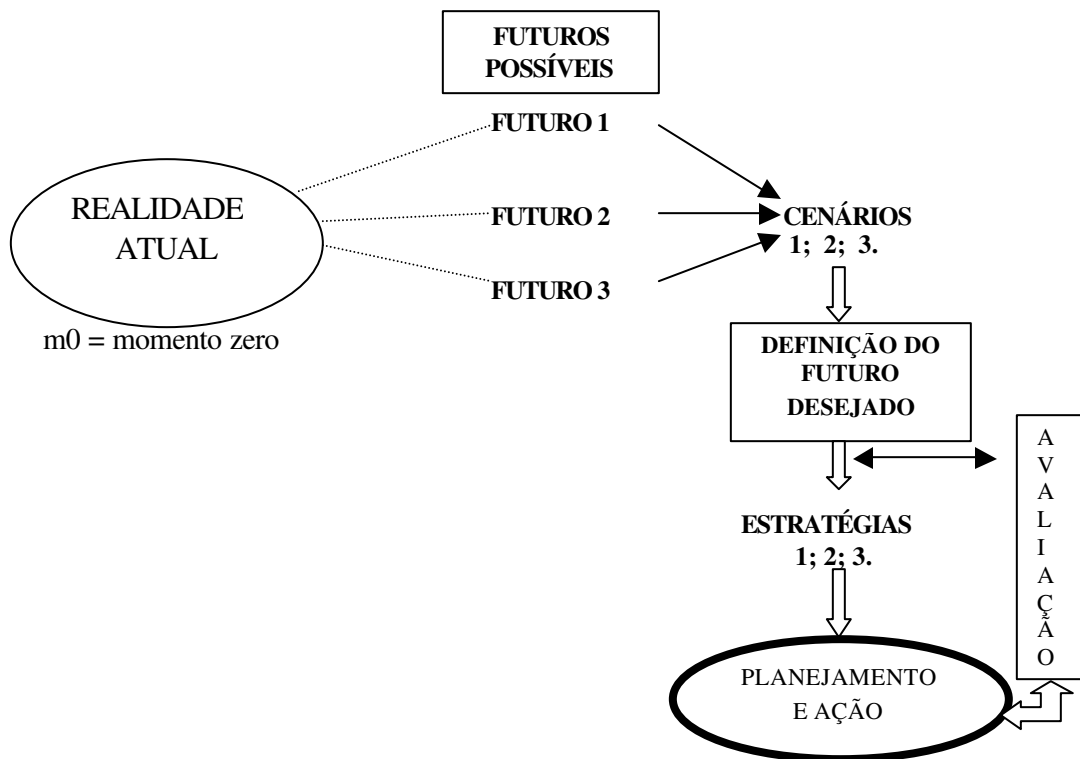 FUTUROS
POSSÍVEIS
FUTURO 1
REALIDADE
ATUAL
FUTURO 2
CENÁRIOS
1; 2; 3.
FUTURO 3
m0 = momento zero
DEFINIÇÃO DO
FUTURO
DESEJADO
A
V
A
L
I
A
Ç
Ã
O
ESTRATÉGIAS
1; 2; 3.
PLANEJAMENTO
E AÇÃO